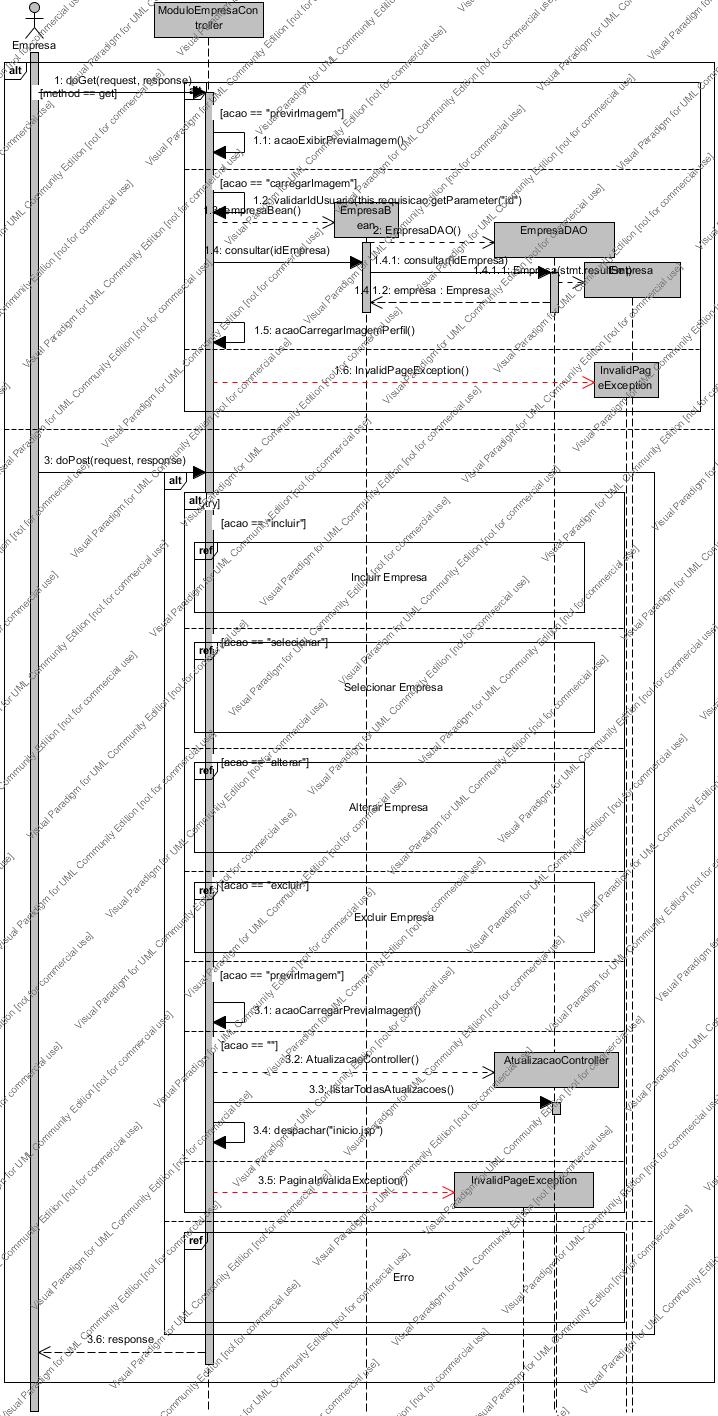 ModuloEmpresaCon
troller
Empresa
alt
1: doGet(request, response)
[method == get]
[acao == "previrImagem"]
1.1: acaoExibirPreviaImagem()
[acao == "carregarImagem"]
1.2: validarIdUsuario(this.requisicao.getParameter("id")
1.3: empresaBean()
EmpresaB
ean
2: EmpresaDAO()
EmpresaDAO
1.4: consultar(idEmpresa)
1.4.1: consultar(idEmpresa)
1.4.1.1: Empresa(stmt.resultset)
Empresa
1.4.1.2: empresa : Empresa
1.5: acaoCarregarImagemPerfil()
1.6: InvalidPageException()
InvalidPag
eException
3: doPost(request, response)
alt
alt
[try]
[acao == "incluir"]
ref
Incluir Empresa
[acao == "selecionar"]
ref
Selecionar Empresa
[acao == "alterar"]
ref
Alterar Empresa
[acao == "excluir"]
ref
Excluir Empresa
[acao == "previrImagem"]
3.1: acaoCarregarPreviaImagem()
[acao == ""]
3.2: AtualizacaoController()
AtualizacaoController
3.3: listarTodasAtualizacoes()
3.4: despachar("inicio.jsp")
3.5: PaginaInvalidaException()
InvalidPageException
ref
Erro
3.6: response
Visual Paradigm for UML Community Edition [not for commercial use]